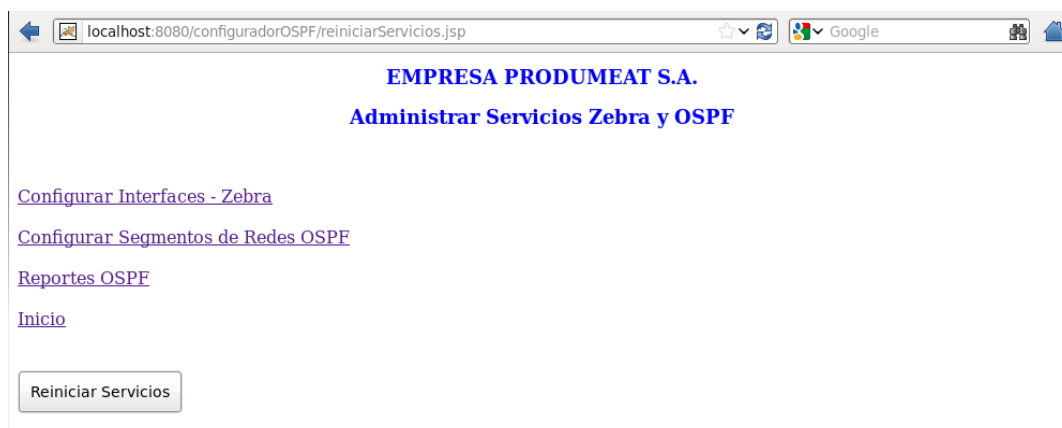 localhost:8080/configuradorOSPF/reiniciarServicios.jsp Google
EMPRESA PRODUMEAT S.A.
Administrar Servicios Zebra y OSPF
Configurar Interfaces - Zebra
Configurar Segmentos de Redes OSPF
Reportes OSPF
Inicio
Reiniciar Servicios